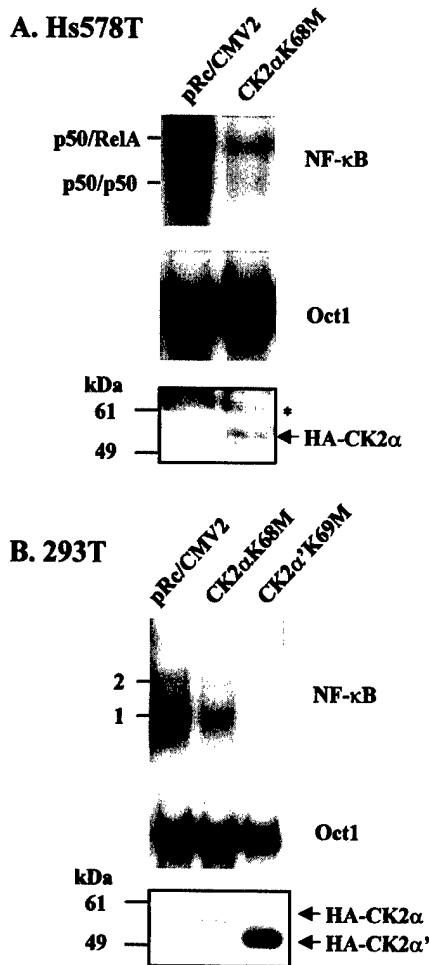 A. Hs578T
pRc/CMV2
CK2αK68M
p50/RelA
p50/p50
NF-κB
Oct1
kDa
61
49
*
HA-CK2α
B. 293T
pRc/CMV2
CK2αK68M
CK2α'K69M
2
1
NF-κB
Oct1
kDa
61
49
HA-CK2α
HA-CK2α'